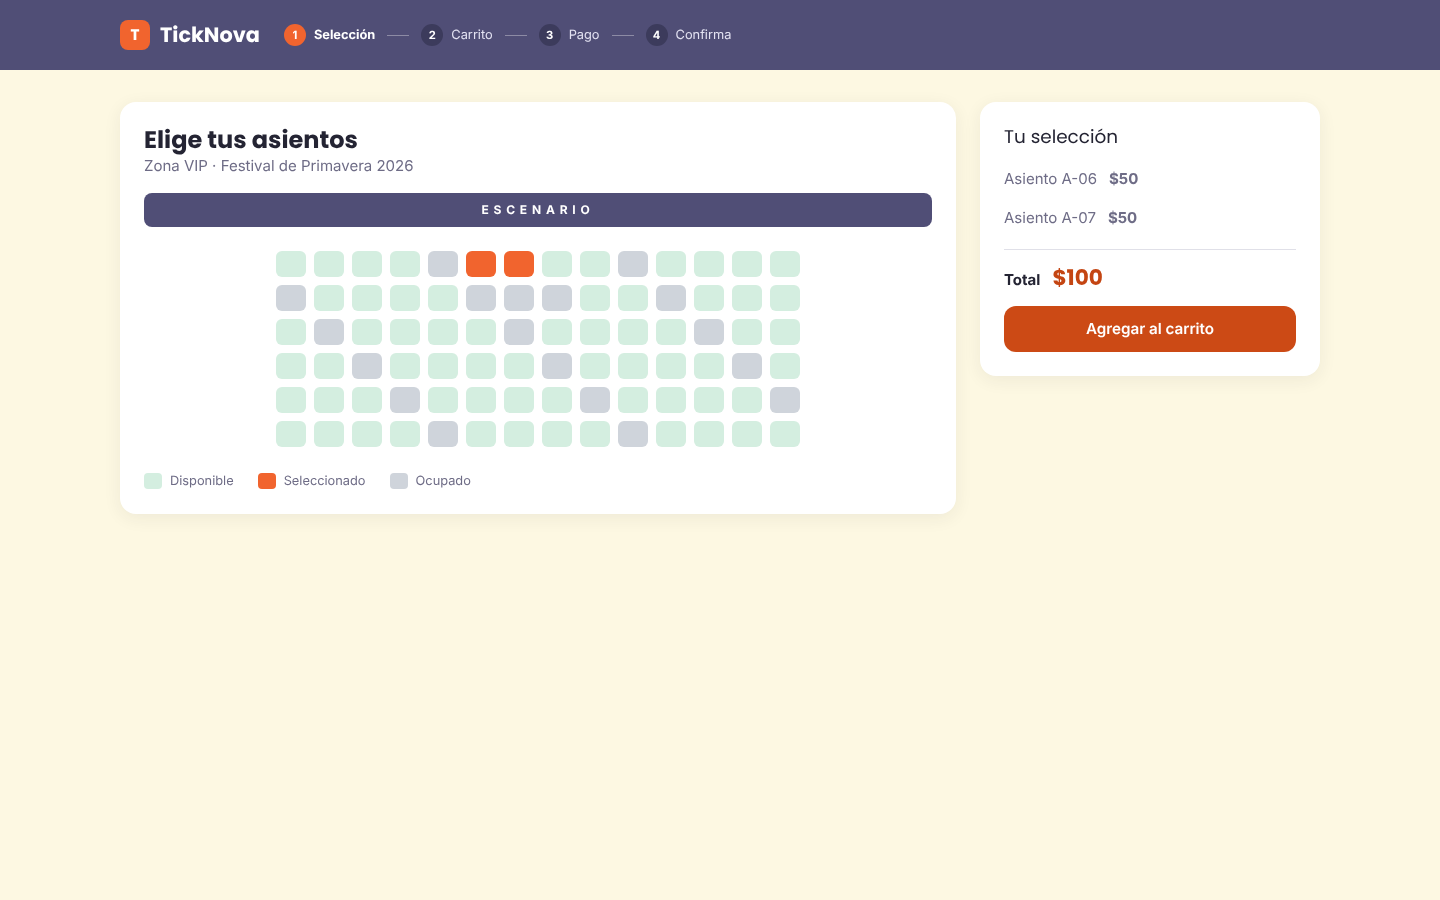 T TickNova 1 Selección 2 Carrito 3 Pago 4 Confirma
Elige tus asientos
Zona VIP · Festival de Primavera 2026
ESCENARIO
Disponible Seleccionado Ocupado
Tu selección
Asiento A-06 $50
Asiento A-07 $50
Total $100
Agregar al carrito